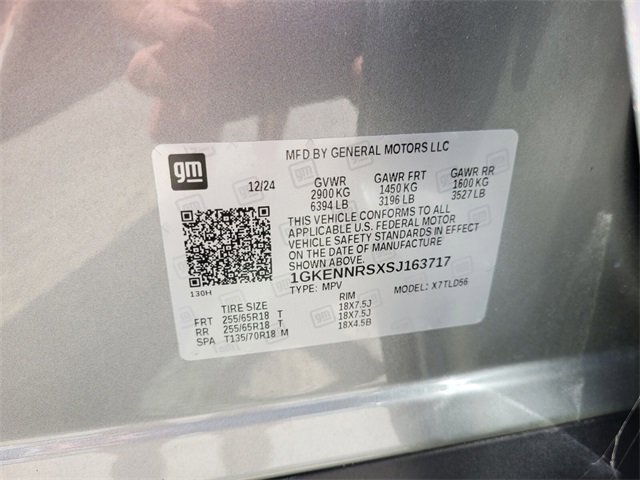 gm
MFD BY GENERAL MOTORS LLC
12/24
GVWR GAWR FRT GAWR RR
2900 KG 1450 KG 1600 KG
6394 LB 3196 LB 3527 LB
THIS VEHICLE CONFORMS TO ALL
APPLICABLE U.S. FEDERAL MOTOR
VEHICLE SAFETY STANDARDS IN EFFECT
ON THE DATE OF MANUFACTURE
SHOWN ABOVE.
1GKENNRSXSJ163717
130H
TYPE: MPV MODEL: X7TLD56
TIRE SIZE RIM
FRT 255/65R18 T 18X7.5J
RR 255/65R18 T 18X7.5J
SPA T135/70R18 M 18X4.5B